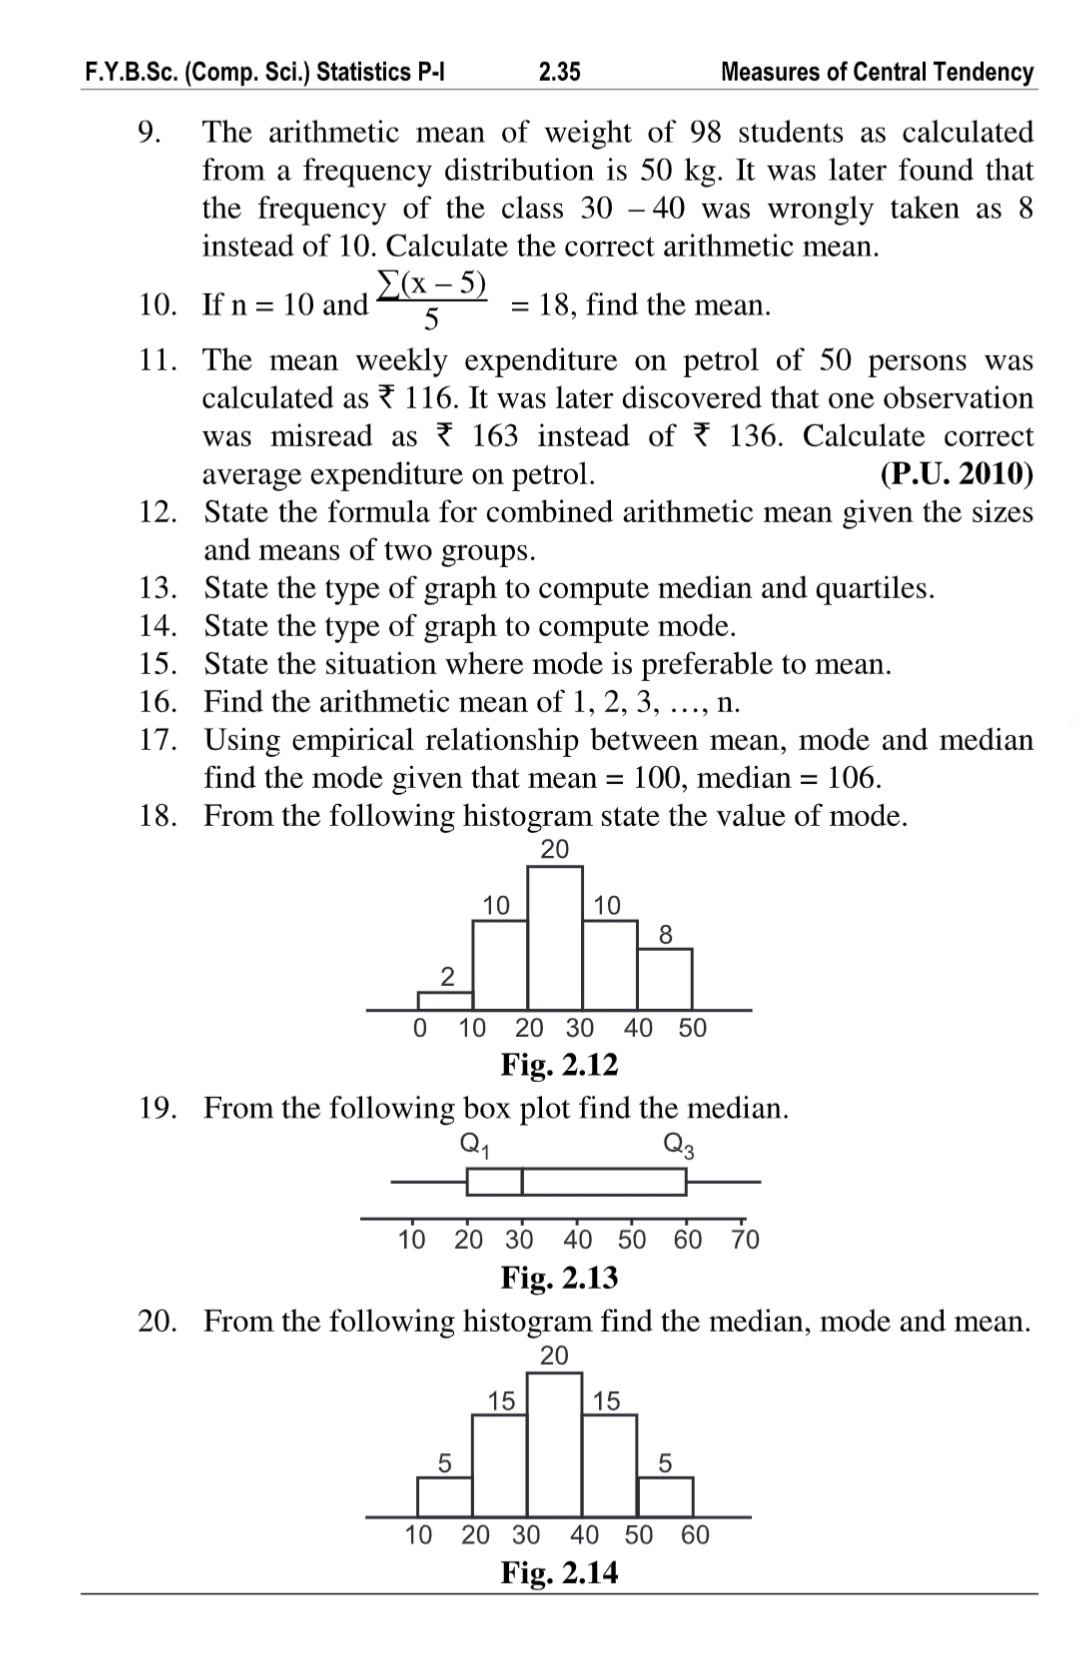 F.Y.B.Sc. (Comp. Sci.) Statistics P-I 2.35 Measures of Central Tendency
9. The arithmetic mean of weight of 98 students as calculated
from a frequency distribution is 50 kg. It was later found that
the frequency of the class 30 – 40 was wrongly taken as 8
instead of 10. Calculate the correct arithmetic mean.
10. If n = 10 and ∑(x – 5)/5 = 18, find the mean.
11. The mean weekly expenditure on petrol of 50 persons was
calculated as ₹ 116. It was later discovered that one observation
was misread as ₹ 163 instead of ₹ 136. Calculate correct
average expenditure on petrol. (P.U. 2010)
12. State the formula for combined arithmetic mean given the sizes
and means of two groups.
13. State the type of graph to compute median and quartiles.
14. State the type of graph to compute mode.
15. State the situation where mode is preferable to mean.
16. Find the arithmetic mean of 1, 2, 3, …, n.
17. Using empirical relationship between mean, mode and median
find the mode given that mean = 100, median = 106.
18. From the following histogram state the value of mode.
20
10 10
8
2
0 10 20 30 40 50
Fig. 2.12
19. From the following box plot find the median.
Q₁ Q₃
10 20 30 40 50 60 70
Fig. 2.13
20. From the following histogram find the median, mode and mean.
20
15 15
5 5
10 20 30 40 50 60
Fig. 2.14